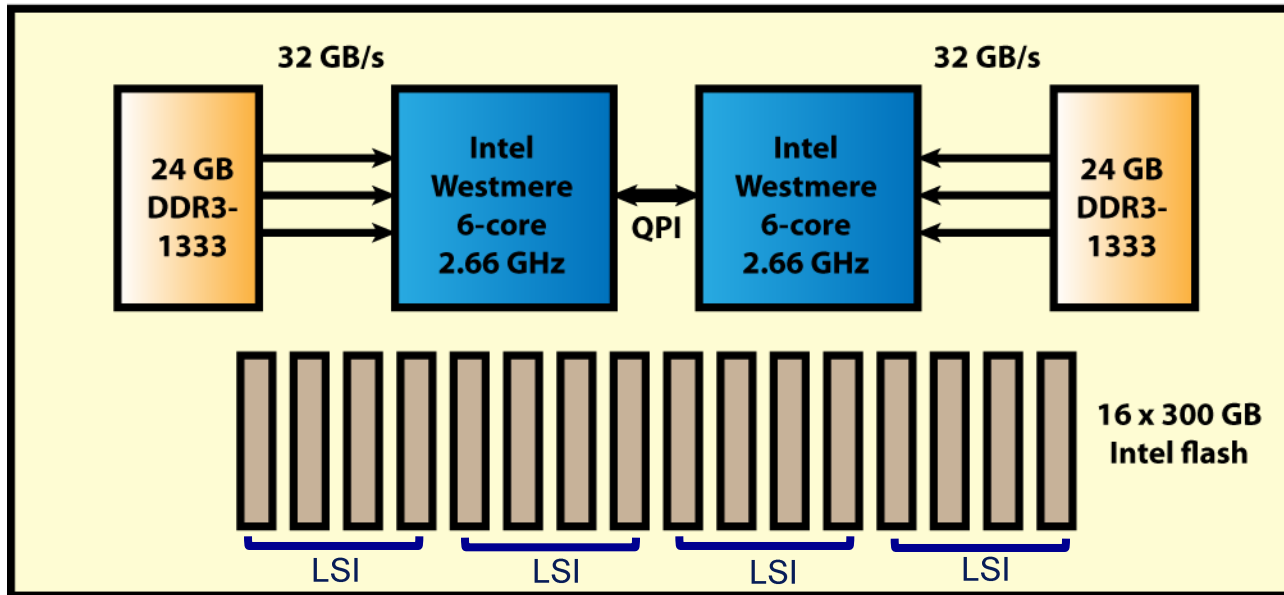 32 GB/s
32 GB/s
24 GB
DDR3-
1333
Intel
Westmere
6-core
2.66 GHz
QPI
Intel
Westmere
6-core
2.66 GHz
24 GB
DDR3-
1333
16 x 300 GB
Intel flash
LSI
LSI
LSI
LSI